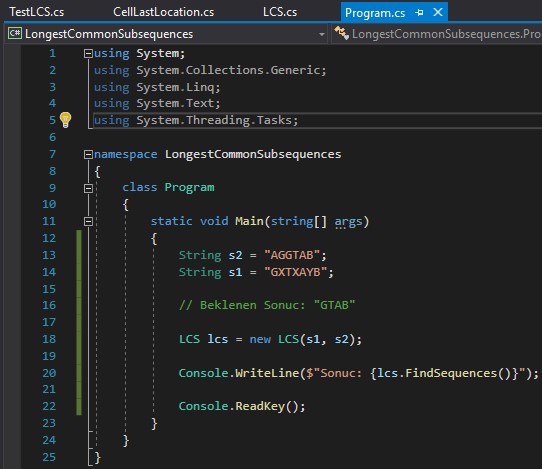 TestLCS.cs CellLastLocation.cs LCS.cs Program.cs
C# LongestCommonSubsequences LongestCommonSubsequences.Pro
1 using System;
2 using System.Collections.Generic;
3 using System.Linq;
4 using System.Text;
5 using System.Threading.Tasks;
6
7 namespace LongestCommonSubsequences
8 {
9 class Program
10 {
11 static void Main(string[] args)
12 {
13 String s2 = "AGGTAB";
14 String s1 = "GXTXAYB";
15
16 // Beklenen Sonuc: "GTAB"
17
18 LCS lcs = new LCS(s1, s2);
19
20 Console.WriteLine($"Sonuc: {lcs.FindSequences()}");
21
22 Console.ReadKey();
23 }
24 }
25 }